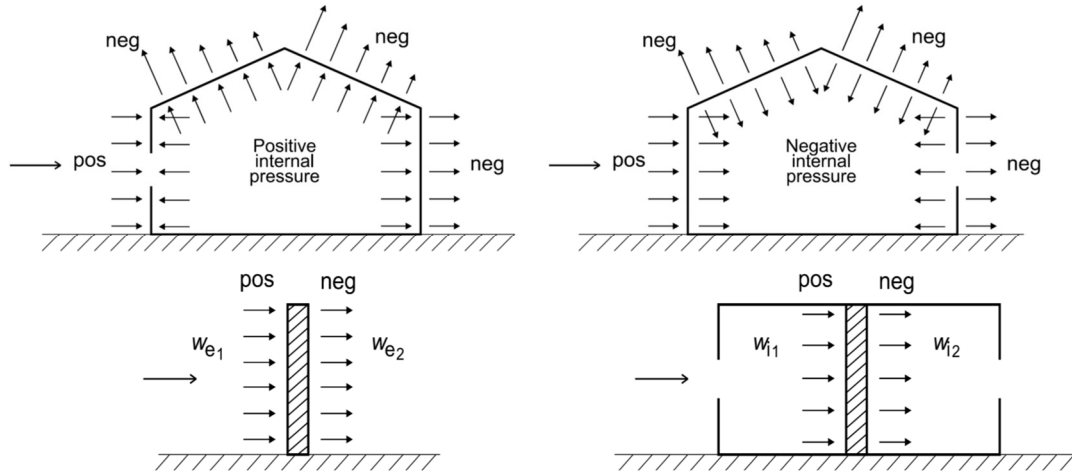 neg
neg
pos
Positive
internal
pressure
neg
neg
neg
pos
Negative
internal
pressure
neg
pos
neg
We1
We2
pos
neg
Wi1
Wi2